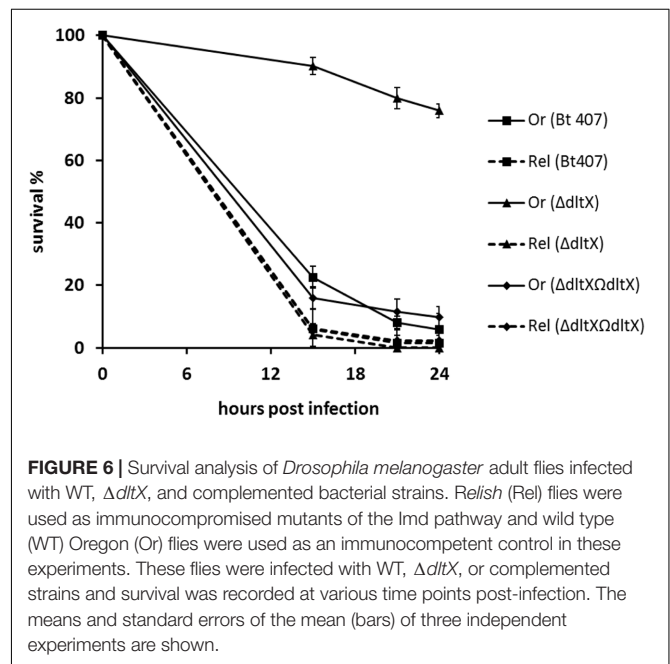 100
80
60
40
20
0
survival %
0 6 12 18 24
hours post infection
Or (Bt 407)
Rel (Bt407)
Or (ΔdltX)
Rel (ΔdltX)
Or (ΔdltXΩdltX)
Rel (ΔdltXΩdltX)
FIGURE 6 | Survival analysis of Drosophila melanogaster adult flies infected
with WT, ΔdltX, and complemented bacterial strains. Relish (Rel) flies were
used as immunocompromised mutants of the Imd pathway and wild type
(WT) Oregon (Or) flies were used as an immunocompetent control in these
experiments. These flies were infected with WT, ΔdltX, or complemented
strains and survival was recorded at various time points post-infection. The
means and standard errors of the mean (bars) of three independent
experiments are shown.